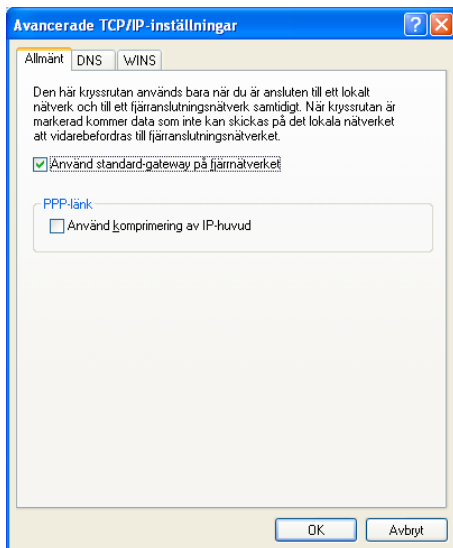 Avancerade TCP/IP-inställningar
Allmänt DNS WINS
Den här kryssrutan används bara när du är ansluten till ett lokalt
nätverk och till ett fjärranslutningsnätverk samtidigt. När kryssrutan är
markerad kommer data som inte kan skickas på det lokala nätverket
att vidarebefordras till fjärranslutningsnätverket.
Använd standard-gateway på fjärrnätverket
PPP-länk
Använd komprimering av IP-huvud
OK Avbryt